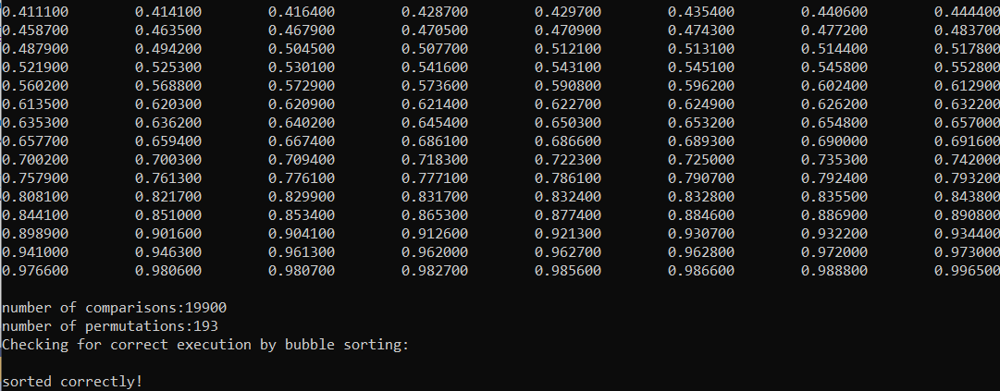 0.411100 0.414100 0.416400 0.428700 0.429700 0.435400 0.440600 0.444400
0.458700 0.463500 0.467900 0.470500 0.470900 0.474300 0.477200 0.483700
0.487900 0.494200 0.504500 0.507700 0.512100 0.513100 0.514400 0.517800
0.521900 0.525300 0.530100 0.541600 0.543100 0.545100 0.545800 0.552800
0.560200 0.568800 0.572900 0.573600 0.590800 0.596200 0.602400 0.612900
0.613500 0.620300 0.620900 0.621400 0.622700 0.624900 0.626200 0.632200
0.635300 0.636200 0.640200 0.645400 0.650300 0.653200 0.654800 0.657000
0.657700 0.659400 0.667400 0.686100 0.686600 0.689300 0.690000 0.691600
0.700200 0.700300 0.709400 0.718300 0.722300 0.725000 0.735300 0.742000
0.757900 0.761300 0.776100 0.777100 0.786100 0.790700 0.792400 0.793200
0.808100 0.821700 0.829900 0.831700 0.832400 0.832800 0.835500 0.843800
0.844100 0.851000 0.853400 0.865300 0.877400 0.884600 0.886900 0.890800
0.898900 0.901600 0.904100 0.912600 0.921300 0.930700 0.932200 0.934400
0.941000 0.946300 0.961300 0.962000 0.962700 0.962800 0.972000 0.973000
0.976600 0.980600 0.980700 0.982700 0.985600 0.986600 0.988800 0.996500
number of comparisons:19900
number of permutations:193
Checking for correct execution by bubble sorting:
sorted correctly!